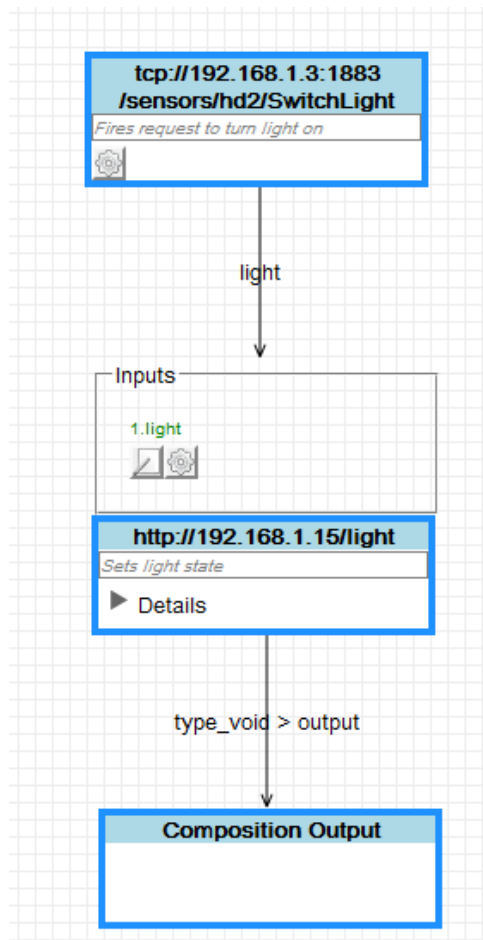 tcp://192.168.1.3:1883
/sensors/hd2/SwitchLight
Fires request to turn light on
light
Inputs
1.light
http://192.168.1.15/light
Sets light state
Details
type_void > output
Composition Output